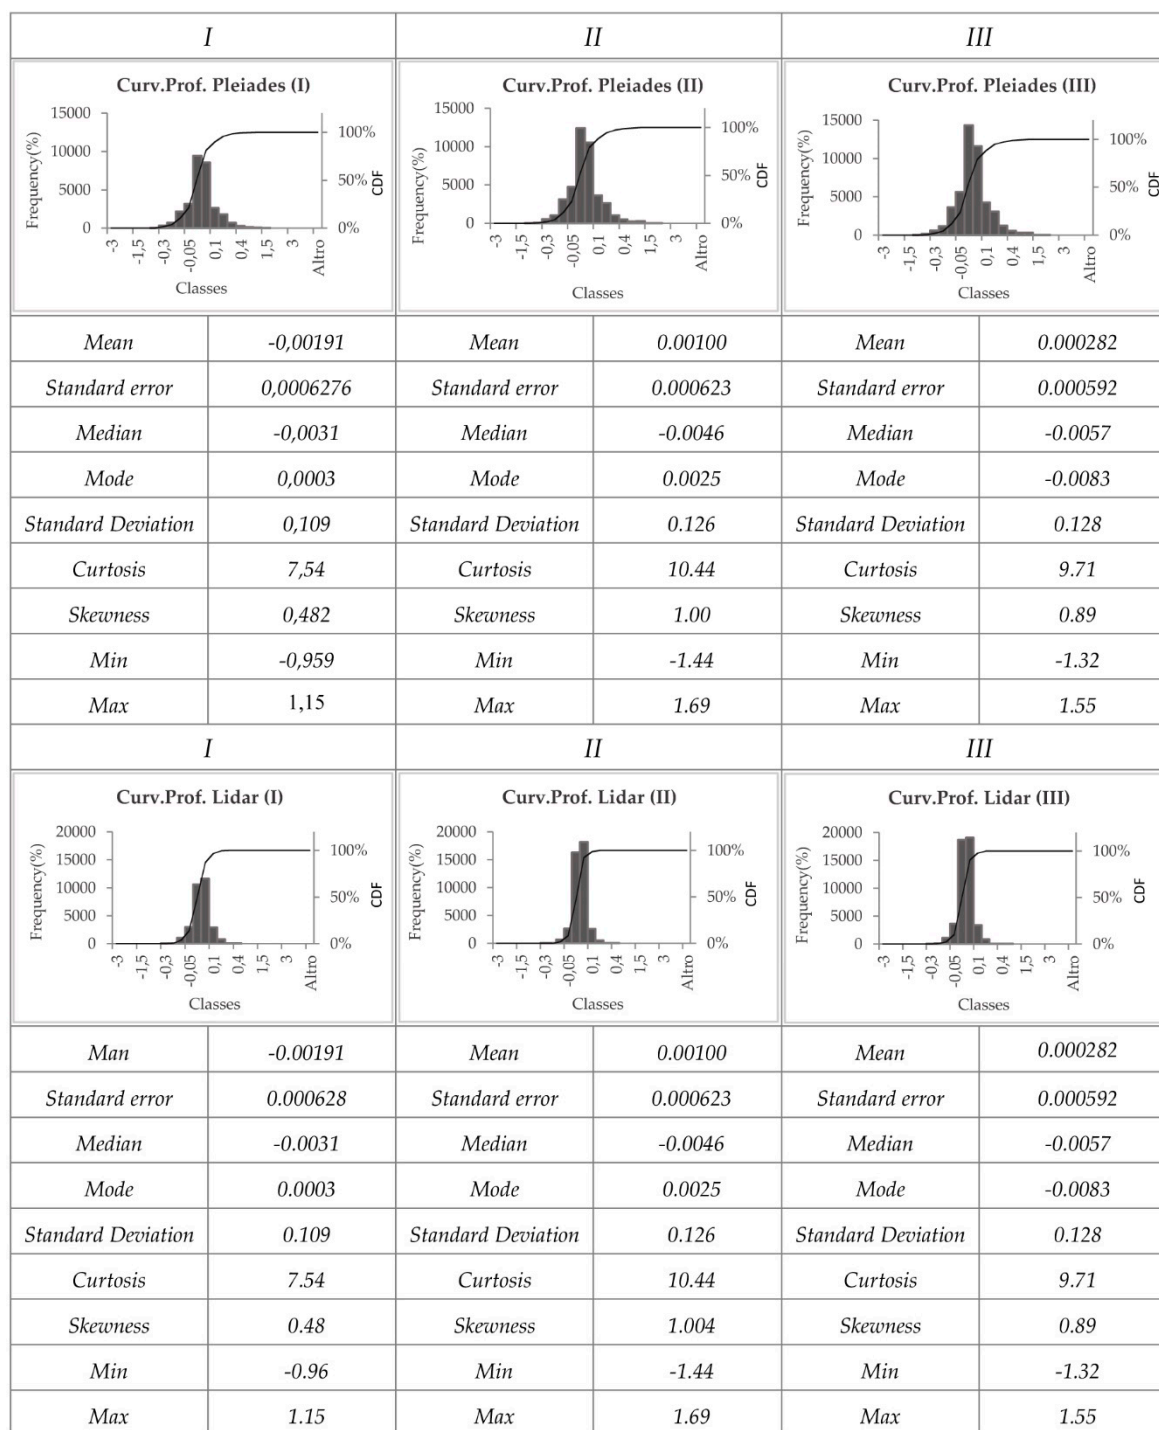 I II III
Curv.Prof. Pleiades (I)
15000
10000
5000
0
Frequency(%)
100%
50%
0%
CDF
-3 -1,5 -0,3 -0,05 0,1 0,4 1,5 3 Altro
Classes
Curv.Prof. Pleiades (II)
15000
10000
5000
0
Frequency(%)
100%
50%
0%
CDF
-3 -1,5 -0,3 -0,05 0,1 0,4 1,5 3 Altro
Classes
Curv.Prof. Pleiades (III)
15000
10000
5000
0
Frequency(%)
100%
50%
0%
CDF
-3 -1,5 -0,3 -0,05 0,1 0,4 1,5 3 Altro
Classes
Mean -0,00191 Mean 0.00100 Mean 0.000282
Standard error 0,0006276 Standard error 0.000623 Standard error 0.000592
Median -0,0031 Median -0.0046 Median -0.0057
Mode 0,0003 Mode 0.0025 Mode -0.0083
Standard Deviation 0,109 Standard Deviation 0.126 Standard Deviation 0.128
Curtosis 7,54 Curtosis 10.44 Curtosis 9.71
Skewness 0,482 Skewness 1.00 Skewness 0.89
Min -0,959 Min -1.44 Min -1.32
Max 1,15 Max 1.69 Max 1.55
I II III
Curv.Prof. Lidar (I)
20000
15000
10000
5000
0
Frequency(%)
100%
50%
0%
CDF
-3 -1,5 -0,3 -0,05 0,1 0,4 1,5 3 Altro
Classes
Curv.Prof. Lidar (II)
20000
15000
10000
5000
0
Frequency(%)
100%
50%
0%
CDF
-3 -1,5 -0,3 -0,05 0,1 0,4 1,5 3 Altro
Classes
Curv.Prof. Lidar (III)
20000
15000
10000
5000
0
Frequency(%)
100%
50%
0%
CDF
-3 -1,5 -0,3 -0,05 0,1 0,4 1,5 3 Altro
Classes
Man -0.00191 Mean 0.00100 Mean 0.000282
Standard error 0.000628 Standard error 0.000623 Standard error 0.000592
Median -0.0031 Median -0.0046 Median -0.0057
Mode 0.0003 Mode 0.0025 Mode -0.0083
Standard Deviation 0.109 Standard Deviation 0.126 Standard Deviation 0.128
Curtosis 7.54 Curtosis 10.44 Curtosis 9.71
Skewness 0.48 Skewness 1.004 Skewness 0.89
Min -0.96 Min -1.44 Min -1.32
Max 1.15 Max 1.69 Max 1.55